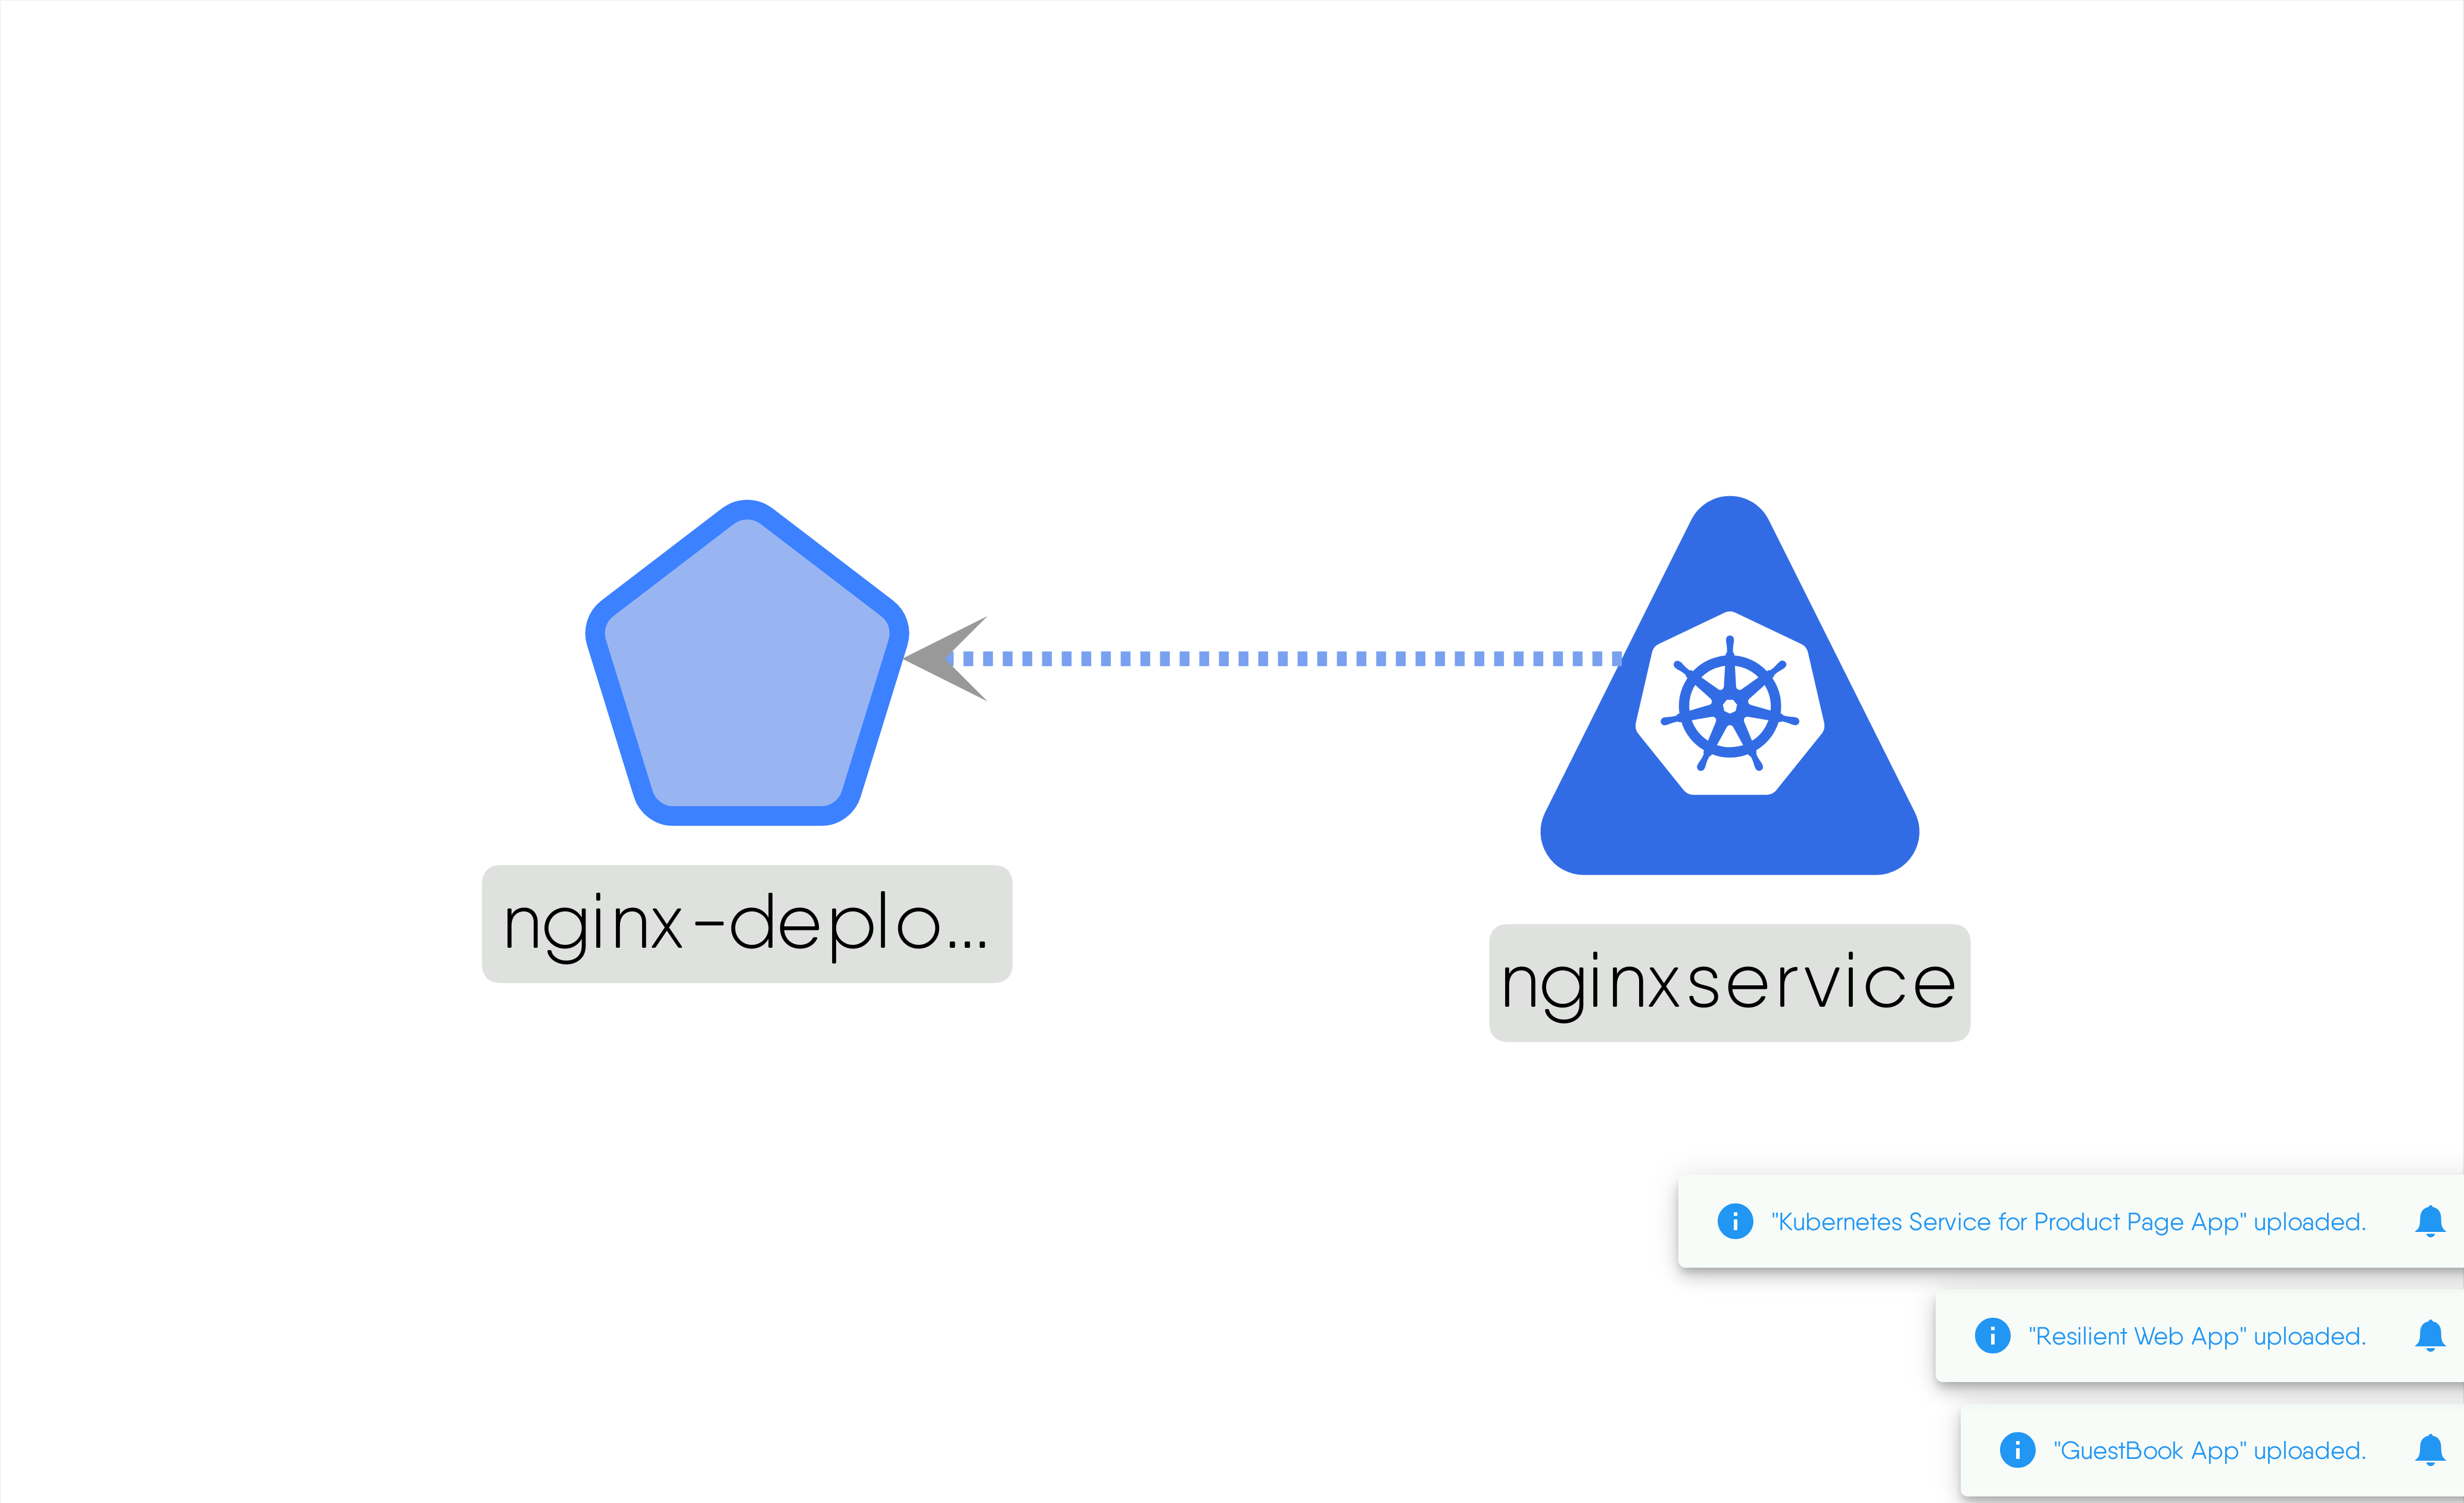 nginx-deplo...
nginxservice
"Kubernetes Service for Product Page App" uploaded.
"Resilient Web App" uploaded.
"GuestBook App" uploaded.